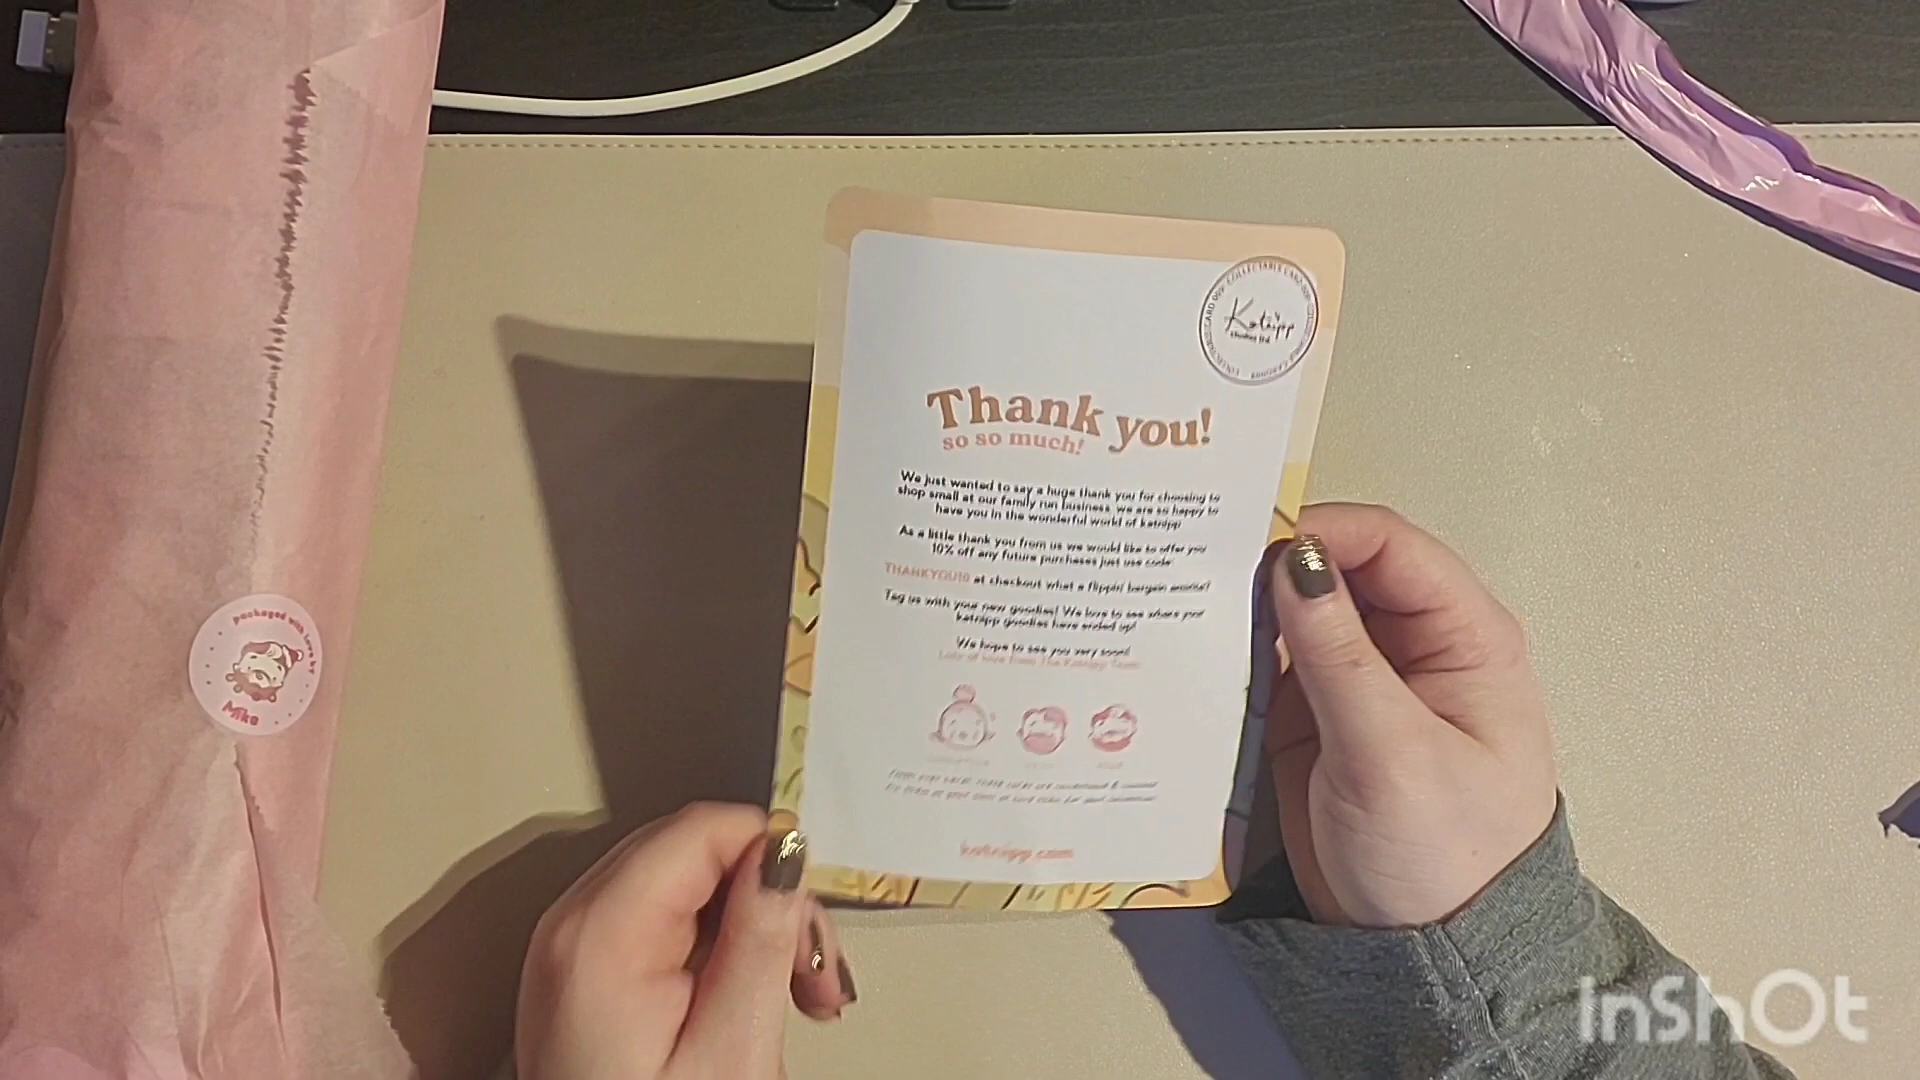 Thank you!
so so much!
We just wanted to say a huge thank you for choosing to
shop small at our family run business, we are so happy to
have you in the wonderful world of katnipp
As a little thank you from us we would like to offer you
10% off any future purchases just use code:
THANKYOU10 at checkout what a flippin' bargain
Tag us with your new goodies! We love to see where your
katnipp goodies have ended up!
We hope to see you very soon!
Lots of love from The Katnipp Team
katnipp.com
Katnipp
packaged with love by
Mike
InShOt